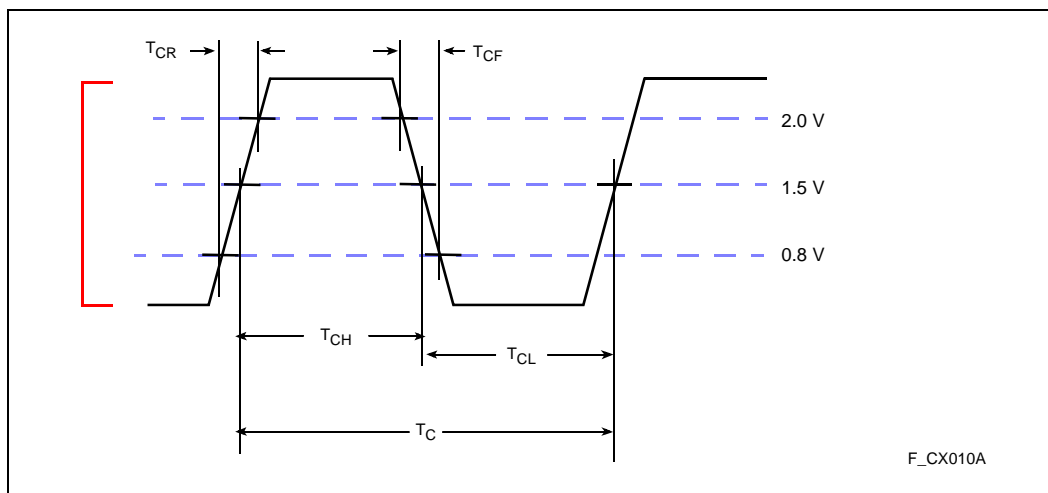 TCR
TCF
2.0 V
1.5 V
0.8 V
TCH
TCL
TC
F_CX010A